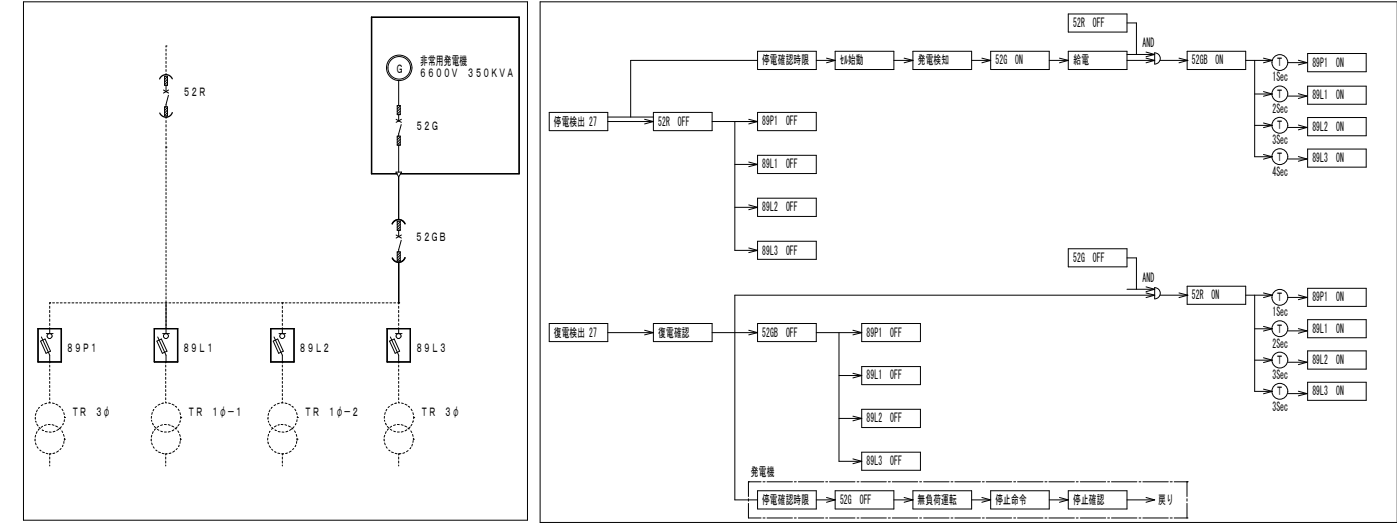 非常用発電機
6600V 350KVA
G
52R
52G
52GB
89P1
89L1
89L2
89L3
TR 3φ
TR 1φ-1
TR 1φ-2
TR 3φ
52R OFF
AND
停電確認時限
ｾﾙ始動
発電検知
52G ON
給電
52GB ON
T
1Sec
89P1 ON
T
2Sec
89L1 ON
T
3Sec
89L2 ON
T
4Sec
89L3 ON
停電検出 27
52R OFF
89P1 OFF
89L1 OFF
89L2 OFF
89L3 OFF
52G OFF
AND
52R ON
T
1Sec
89P1 ON
T
2Sec
89L1 ON
T
3Sec
89L2 ON
T
3Sec
89L3 ON
復電検出 27
復電確認
52GB OFF
89P1 OFF
89L1 OFF
89L2 OFF
89L3 OFF
発電機
停電確認時限
52G OFF
無負荷運転
停止命令
停止確認
戻り